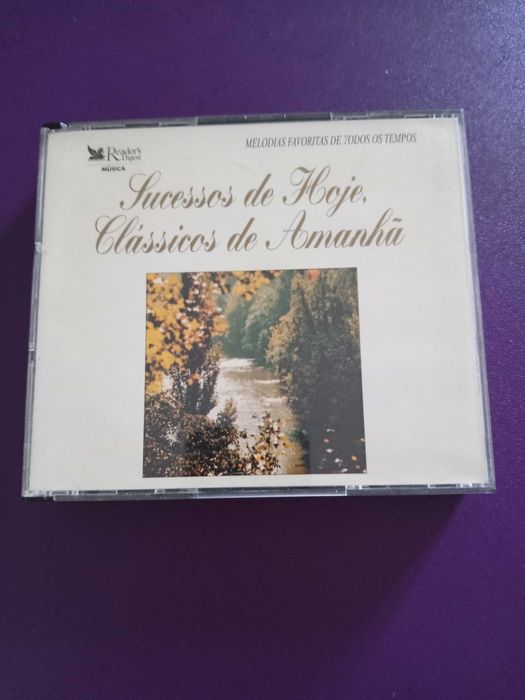 MELODIAS FAVORITAS DE TODOS OS TEMPOS
Reader's
Digest
MÚSICA
Sucessos de Hoje,
Clássicos de Amanhã